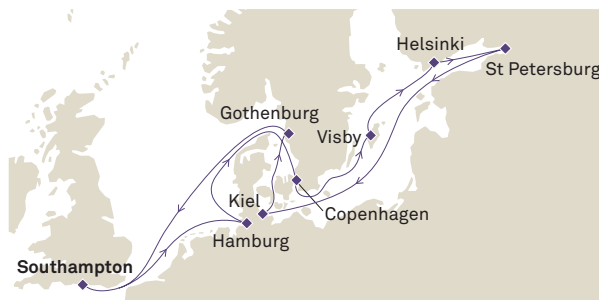 Helsinki
St Petersburg
Gothenburg
Visby
Kiel
Copenhagen
Hamburg
Southampton